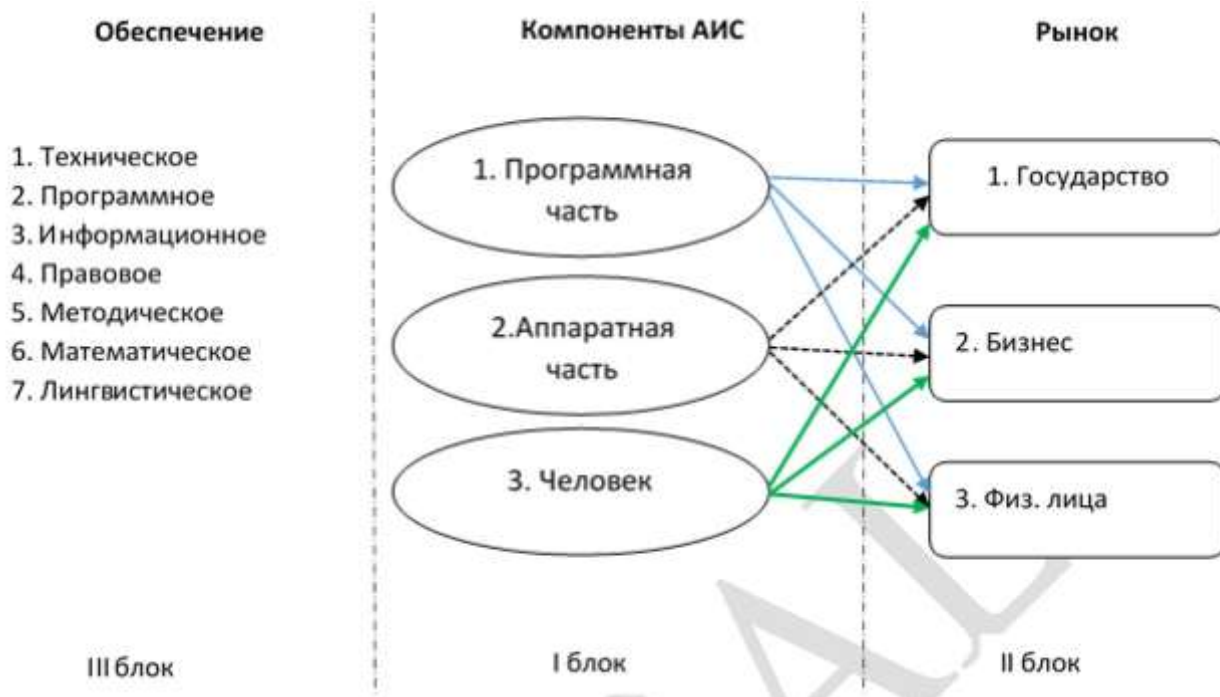 Обеспечение
Компоненты АИС
Рынок
1. Техническое
2. Программное
3. Информационное
4. Правовое
5. Методическое
6. Математическое
7. Лингвистическое
1. Программная
часть
2.Аппаратная
часть
3. Человек
1. Государство
2. Бизнес
3. Физ. лица
III блок
I блок
II блок